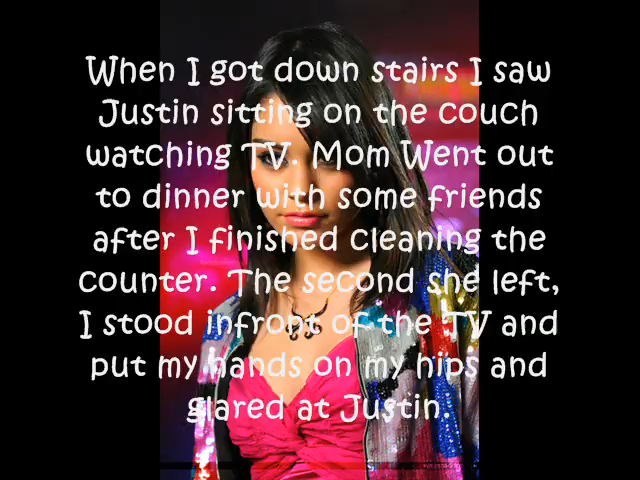 When I got down stairs I saw
Justin sitting on the couch
watching TV. Mom Went out
to dinner with some friends
after I finished cleaning the
counter. The second she left,
I stood infront of the TV and
put my hands on my hips and
glared at Justin.